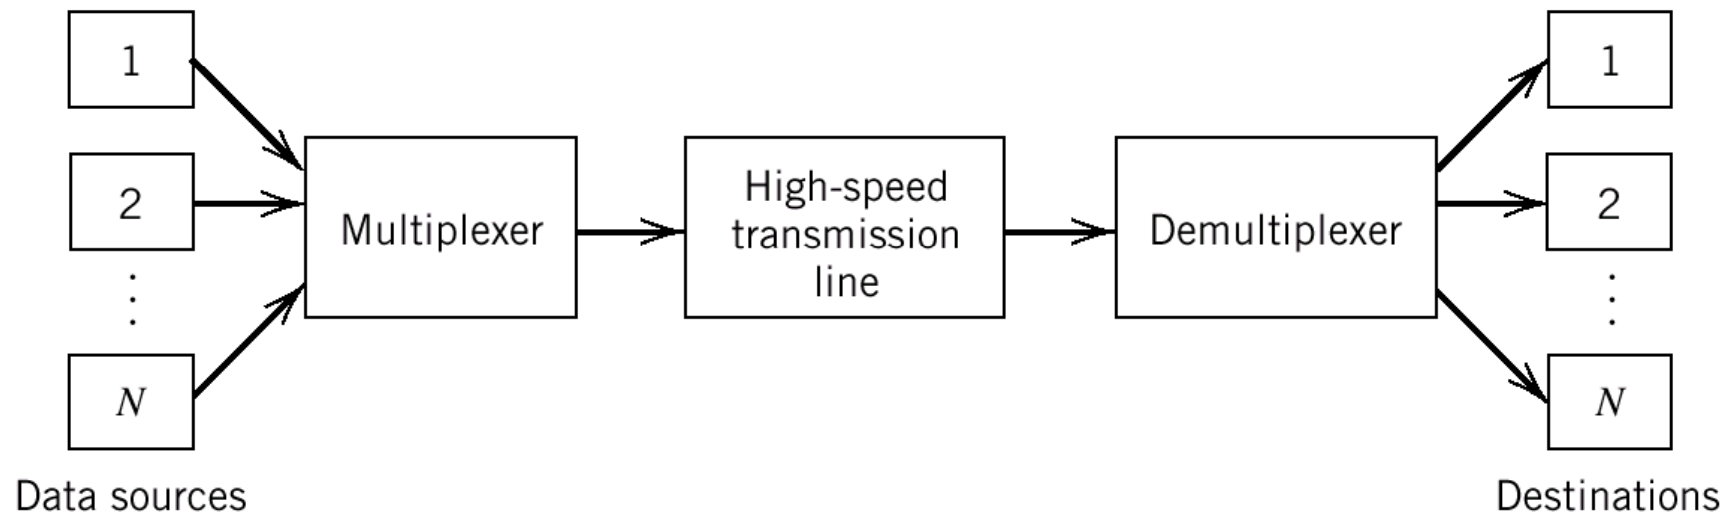 1
2
⋮
N
Data sources
Multiplexer
High-speed
transmission
line
Demultiplexer
1
2
⋮
N
Destinations